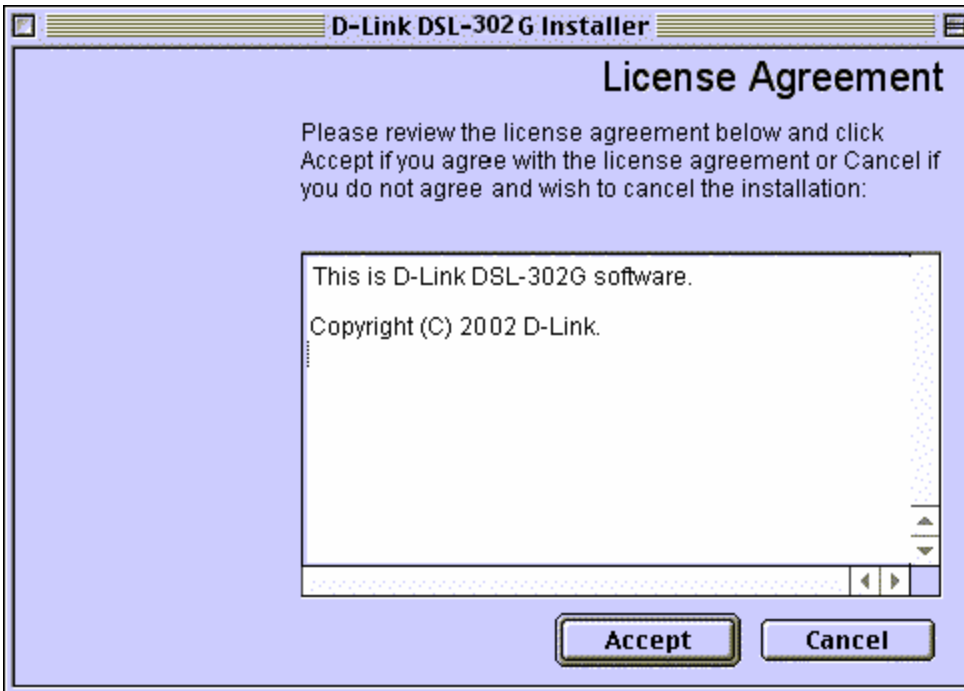 D-Link DSL-302G Installer
License Agreement
Please review the license agreement below and click
Accept if you agree with the license agreement or Cancel if
you do not agree and wish to cancel the installation:
This is D-Link DSL-302G software.
Copyright (C) 2002 D-Link.
Accept
Cancel